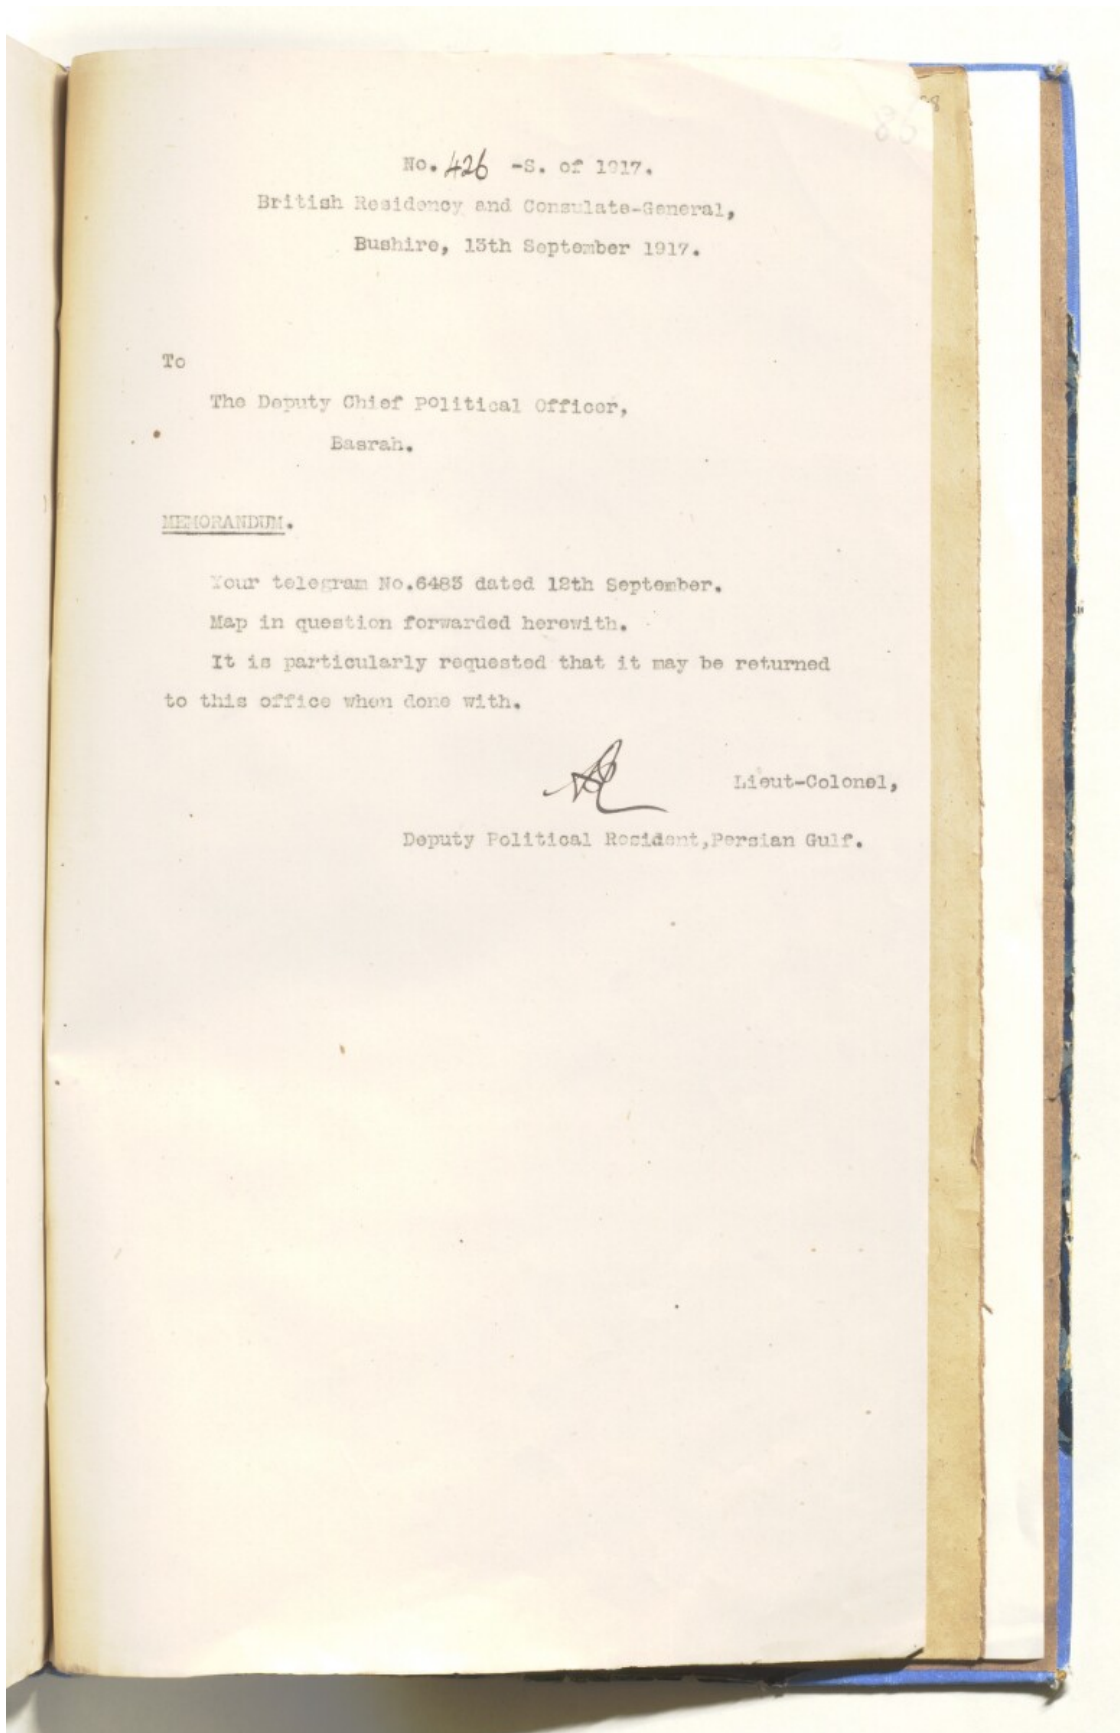 86
No. 426 -S. of 1917.
British Residency and Consulate-General,
Bushire, 13th September 1917.
To
The Deputy Chief Political Officer,
Basrah.
MEMORANDUM.
Your telegram No.6483 dated 12th September.
Map in question forwarded herewith.
It is particularly requested that it may be returned
to this office when done with.
Lieut-Colonel,
Deputy Political Resident,Persian Gulf.